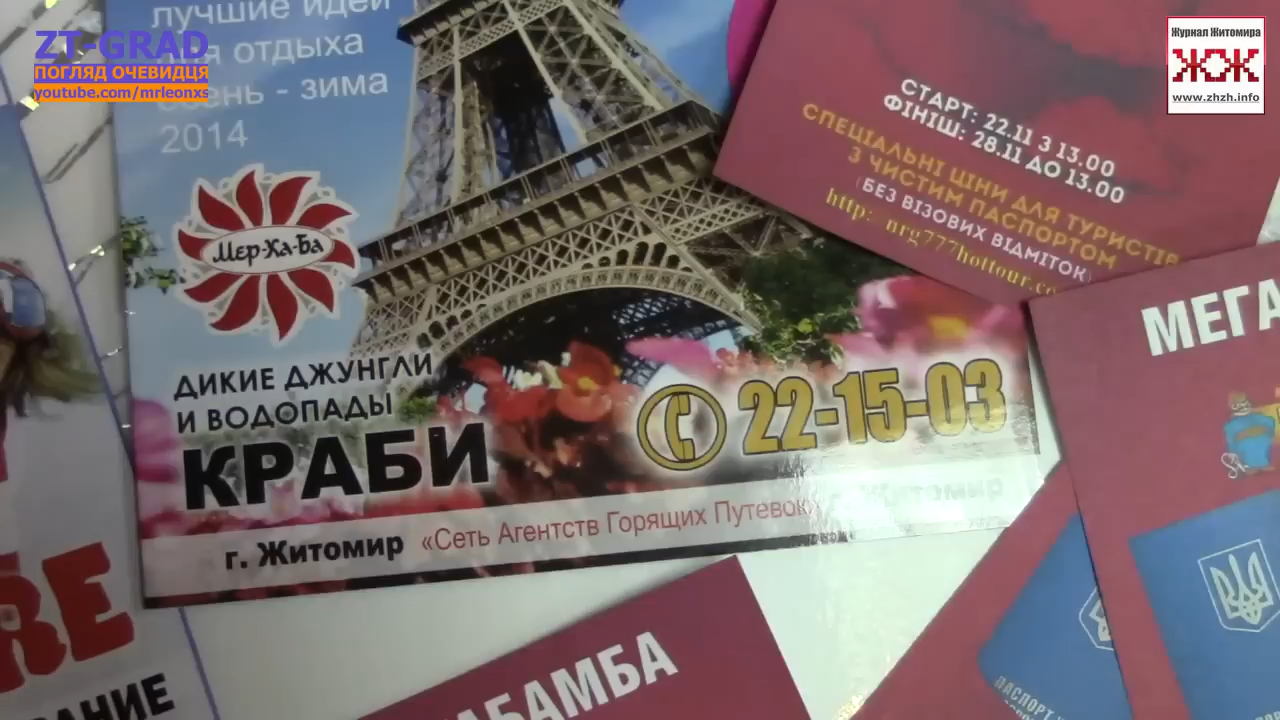 ZT-GRAD
ПОГЛЯД ОЧЕВИДЦЯ
youtube.com/mrleonxs
лучшие идеи
для отдыха
осень - зима
2014
Мер-Ха-Ба
ДИКИЕ ДЖУНГЛИ
И ВОДОПАДЫ
КРАБИ
22-15-03
г. Житомир «Сеть Агентств Горящих Путевок» г. Житомир
СТАРТ: 22.11 З 13.00
ФІНІШ: 28.11 ДО 13.00
СПЕЦІАЛЬНІ ЦІНИ ДЛЯ ТУРИСТІВ
З ЧИСТИМ ПАСПОРТОМ
(БЕЗ ВІЗОВИХ ВІДМІТОК)
Журнал Житомира
ЖЖ
www.zhzh.info
МЕГА
ПАСПОРТ